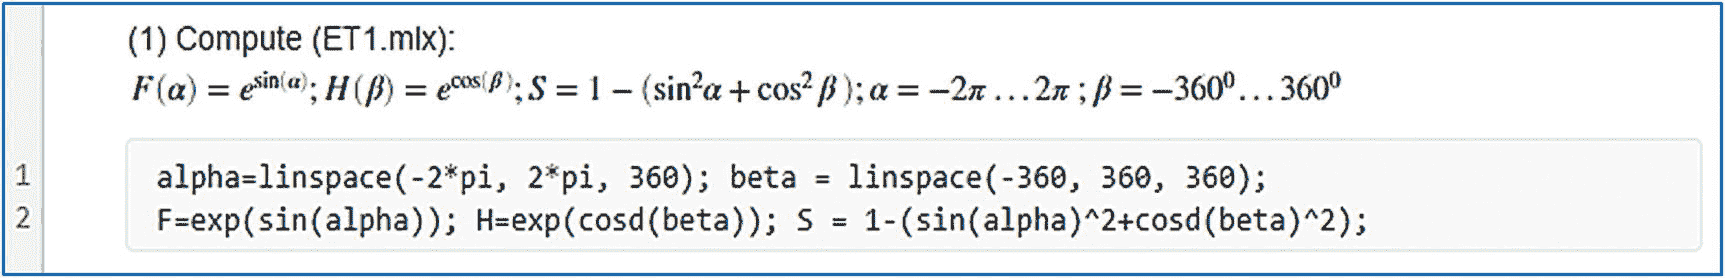 (1) Compute (ET1.mlx):
F(α) = e^sin(α); H(β) = e^cos(β); S = 1 − (sin²α + cos² β); α = −2π …2π ; β = −360⁰…360⁰
1 alpha=linspace(-2*pi, 2*pi, 360); beta = linspace(-360, 360, 360);
2 F=exp(sin(alpha)); H=exp(cosd(beta)); S = 1-(sin(alpha)^2+cosd(beta)^2);